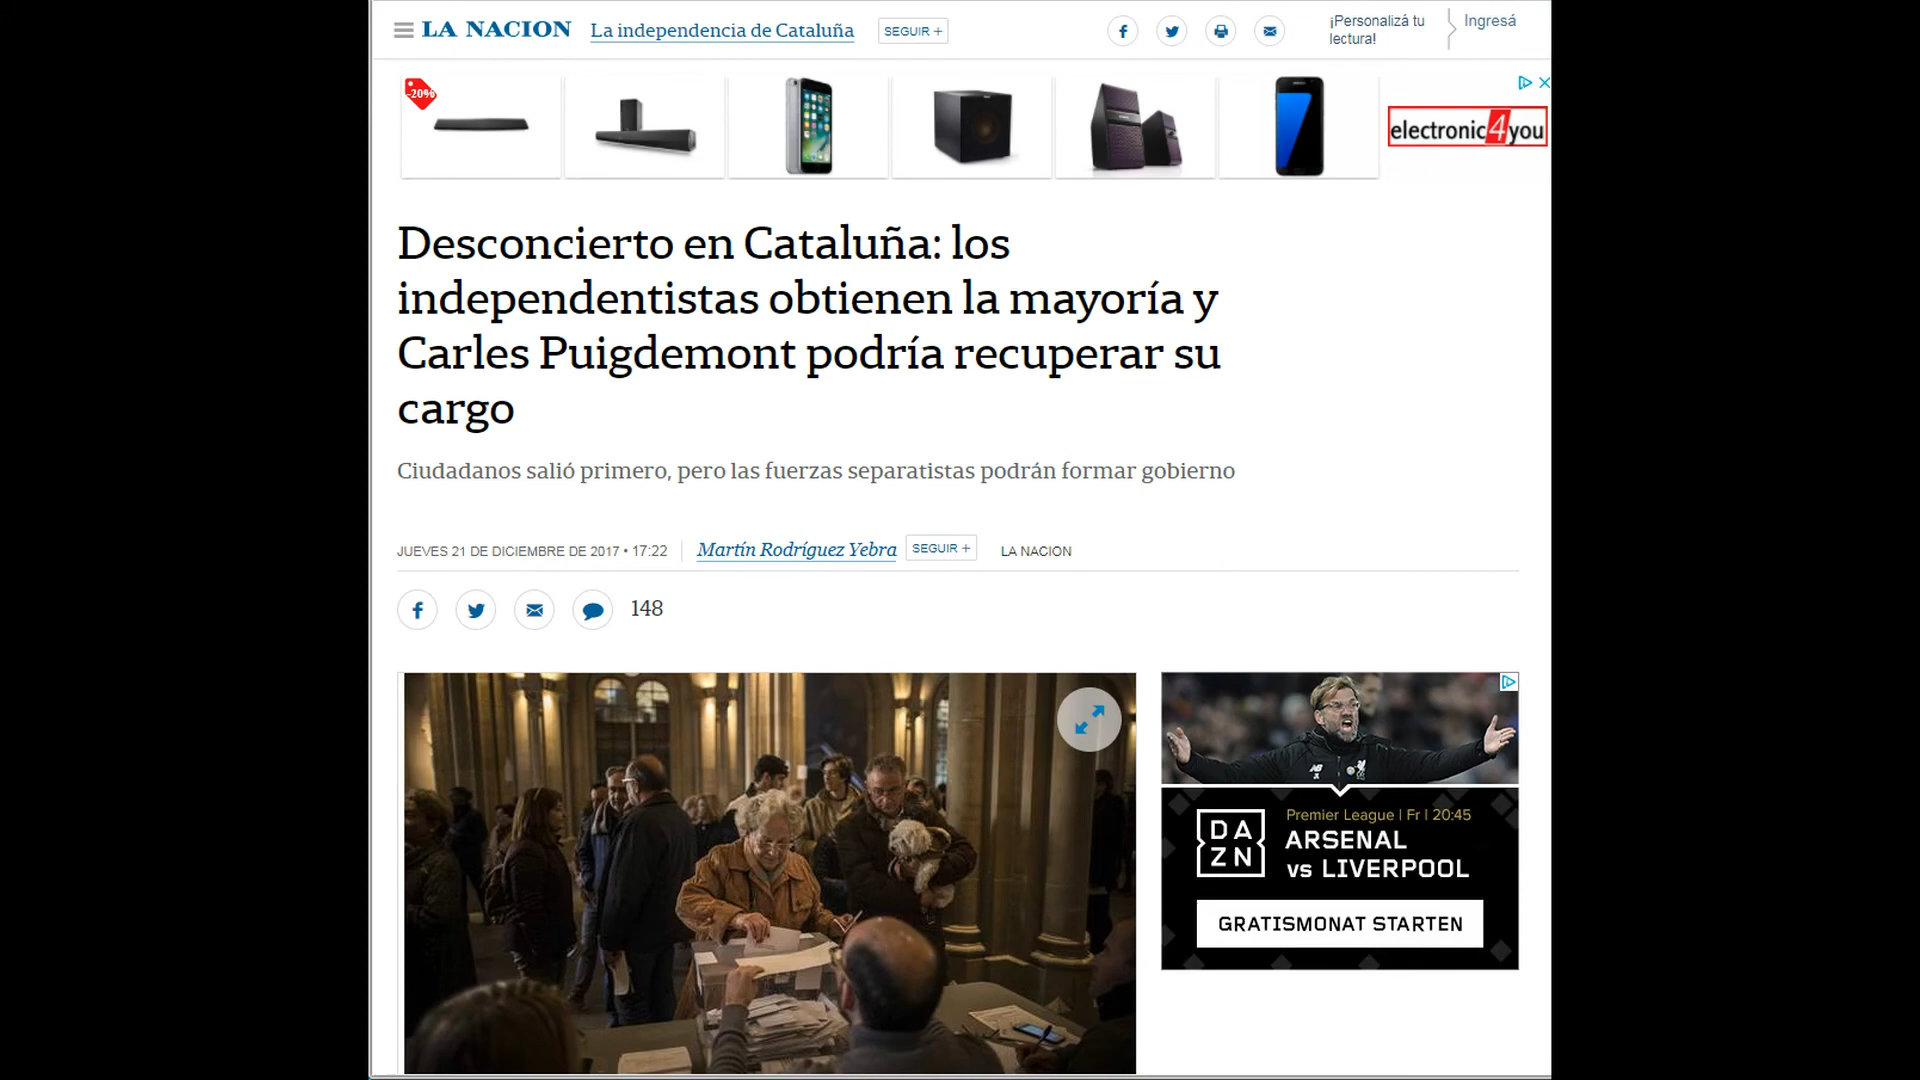 LA NACION
La independencia de Cataluña
SEGUIR +
¡Personalizá tu
lectura!
Ingresá
-20%
electronic4you
Desconcierto en Cataluña: los
independentistas obtienen la mayoría y
Carles Puigdemont podría recuperar su
cargo
Ciudadanos salió primero, pero las fuerzas separatistas podrán formar gobierno
JUEVES 21 DE DICIEMBRE DE 2017 • 17:22
Martín Rodríguez Yebra
SEGUIR +
LA NACION
148
DA
ZN
Premier League | Fr | 20:45
ARSENAL
vs LIVERPOOL
GRATISMONAT STARTEN